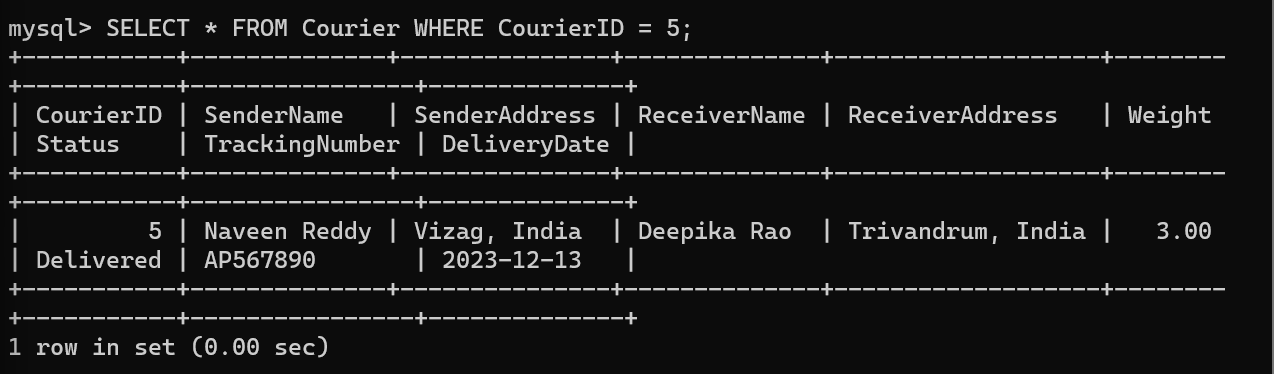 mysql> SELECT * FROM Courier WHERE CourierID = 5;
+-----------+--------------+---------------+--------------+-------------------+--------
+-----------+----------------+--------------+
| CourierID | SenderName   | SenderAddress | ReceiverName | ReceiverAddress   | Weight
| Status    | TrackingNumber | DeliveryDate |
+-----------+--------------+---------------+--------------+-------------------+--------
+-----------+----------------+--------------+
|         5 | Naveen Reddy | Vizag, India  | Deepika Rao  | Trivandrum, India |   3.00
| Delivered | AP567890       | 2023-12-13   |
+-----------+--------------+---------------+--------------+-------------------+--------
+-----------+----------------+--------------+
1 row in set (0.00 sec)